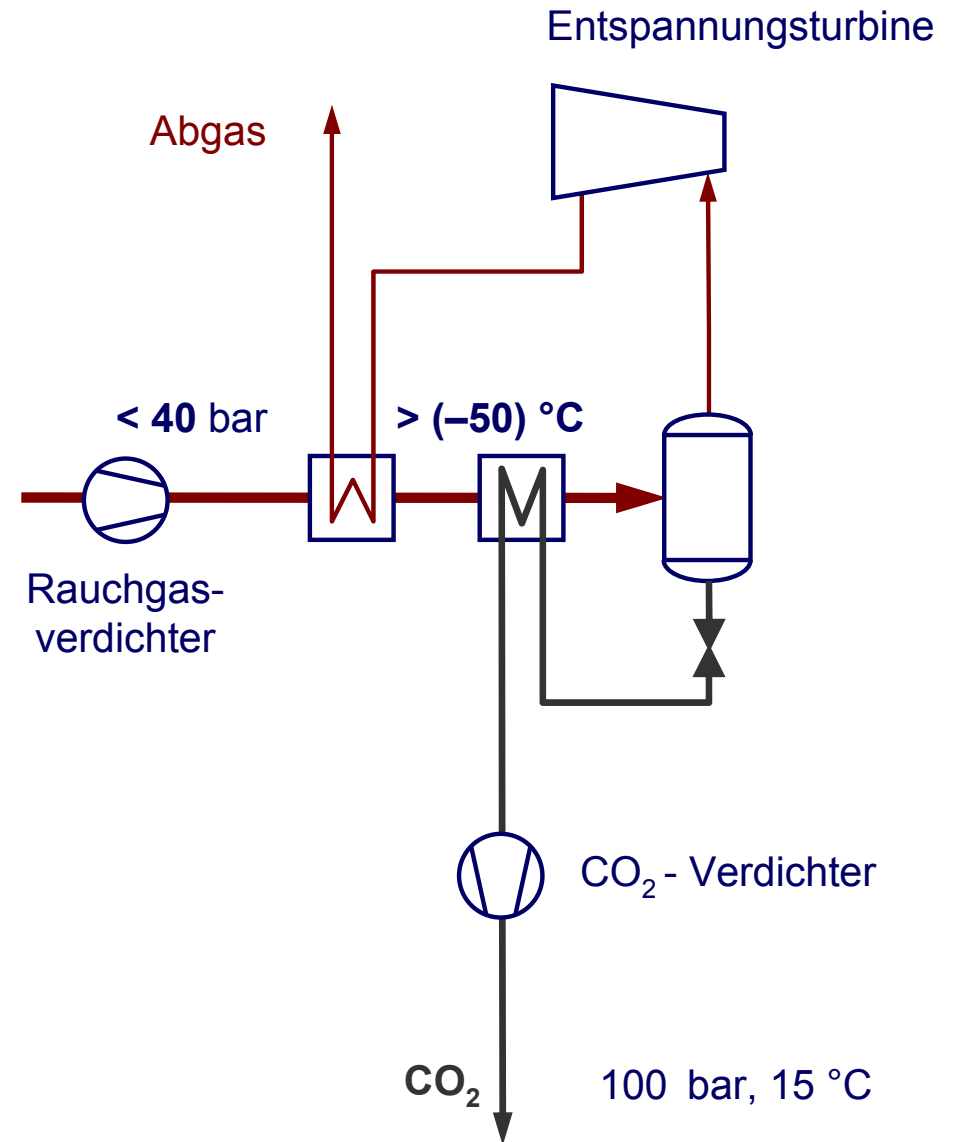 Entspannungsturbine
Abgas
< 40 bar
> (–50) °C
Rauchgas-
verdichter
CO₂ - Verdichter
CO₂
100 bar, 15 °C